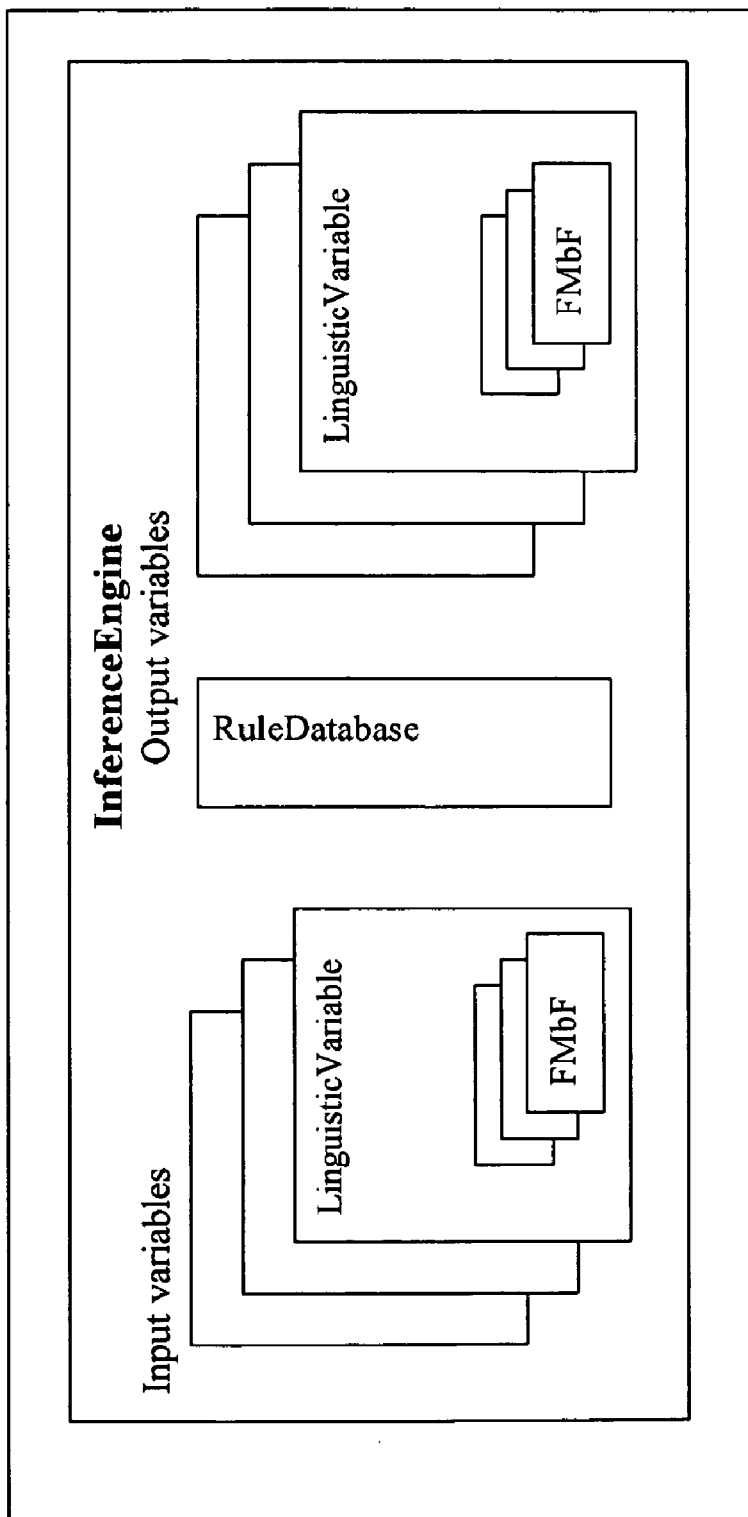 InferenceEngine
Input variables
Output variables
LinguisticVariable
FMbF
RuleDatabase
LinguisticVariable
FMbF